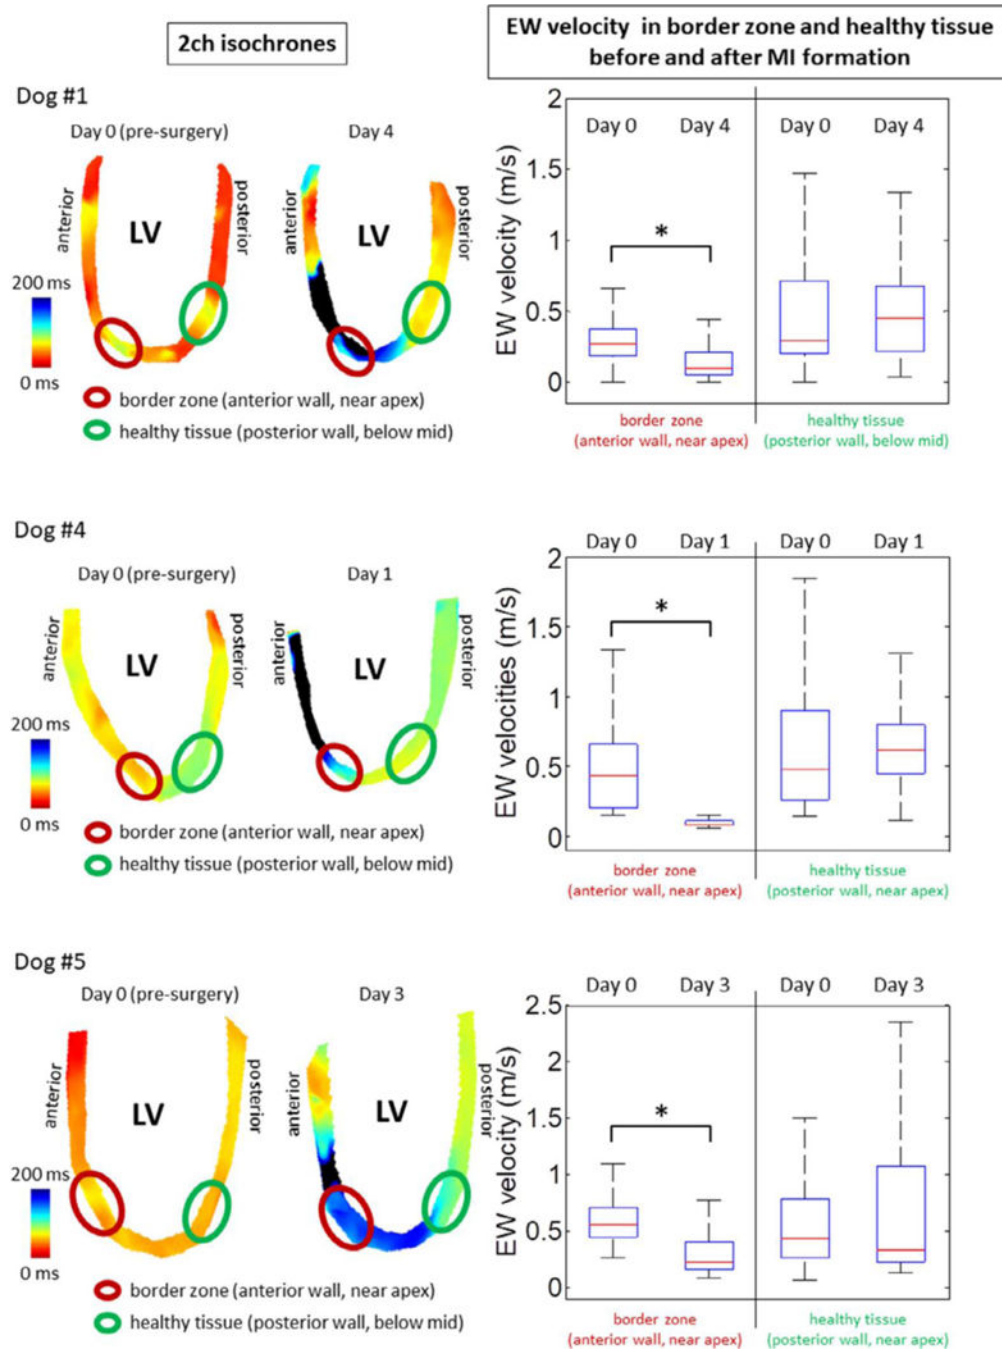 2ch isochrones
EW velocity in border zone and healthy tissue
before and after MI formation
Dog #1
Day 0 (pre-surgery)
Day 4
anterior
LV
posterior
anterior
LV
posterior
200 ms
0 ms
border zone (anterior wall, near apex)
healthy tissue (posterior wall, below mid)
EW velocity (m/s)
2
1.5
1
0.5
0
Day 0
Day 4
Day 0
Day 4
*
border zone
(anterior wall, near apex)
healthy tissue
(posterior wall, below mid)
Dog #4
Day 0 (pre-surgery)
Day 1
anterior
LV
posterior
anterior
LV
posterior
200 ms
0 ms
border zone (anterior wall, near apex)
healthy tissue (posterior wall, below mid)
EW velocities (m/s)
2
1.5
1
0.5
0
Day 0
Day 1
Day 0
Day 1
*
border zone
(anterior wall, near apex)
healthy tissue
(posterior wall, near apex)
Dog #5
Day 0 (pre-surgery)
Day 3
anterior
LV
posterior
anterior
LV
posterior
200 ms
0 ms
border zone (anterior wall, near apex)
healthy tissue (posterior wall, below mid)
EW velocity (m/s)
2.5
2
1.5
1
0.5
0
Day 0
Day 3
Day 0
Day 3
*
border zone
(anterior wall, near apex)
healthy tissue
(posterior wall, near apex)